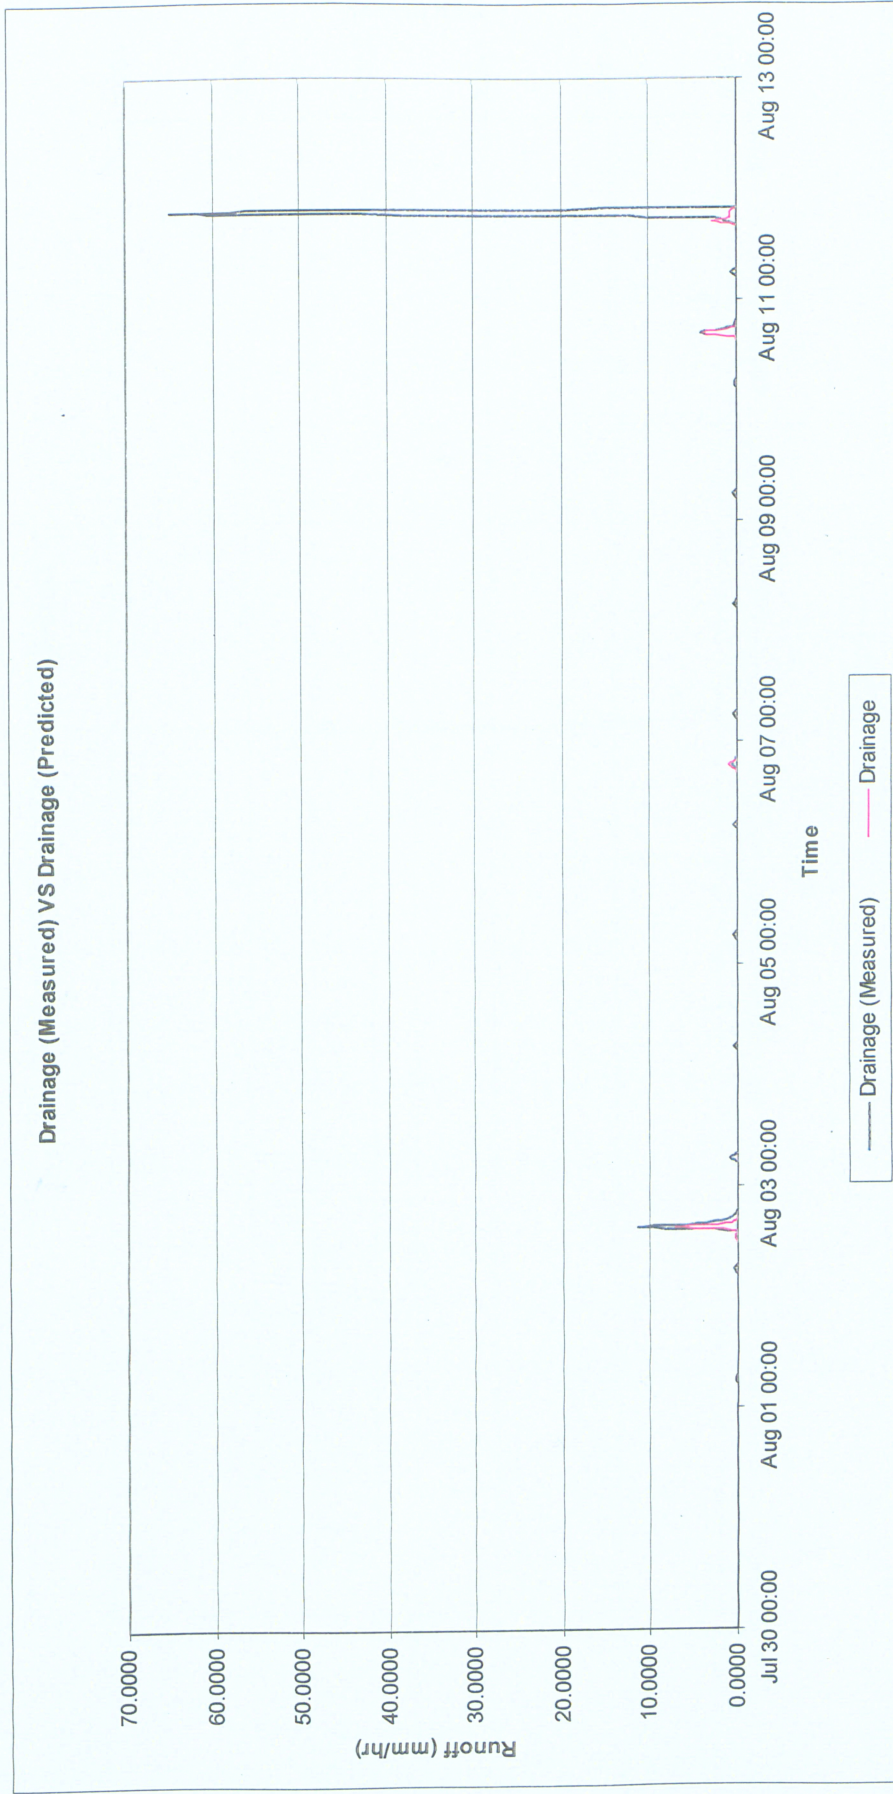 Drainage (Measured) VS Drainage (Predicted)
Runoff (mm/hr)
70.0000
60.0000
50.0000
40.0000
30.0000
20.0000
10.0000
0.0000
Jul 30 00:00
Aug 01 00:00
Aug 03 00:00
Aug 05 00:00
Aug 07 00:00
Aug 09 00:00
Aug 11 00:00
Aug 13 00:00
Time
Drainage (Measured)
Drainage